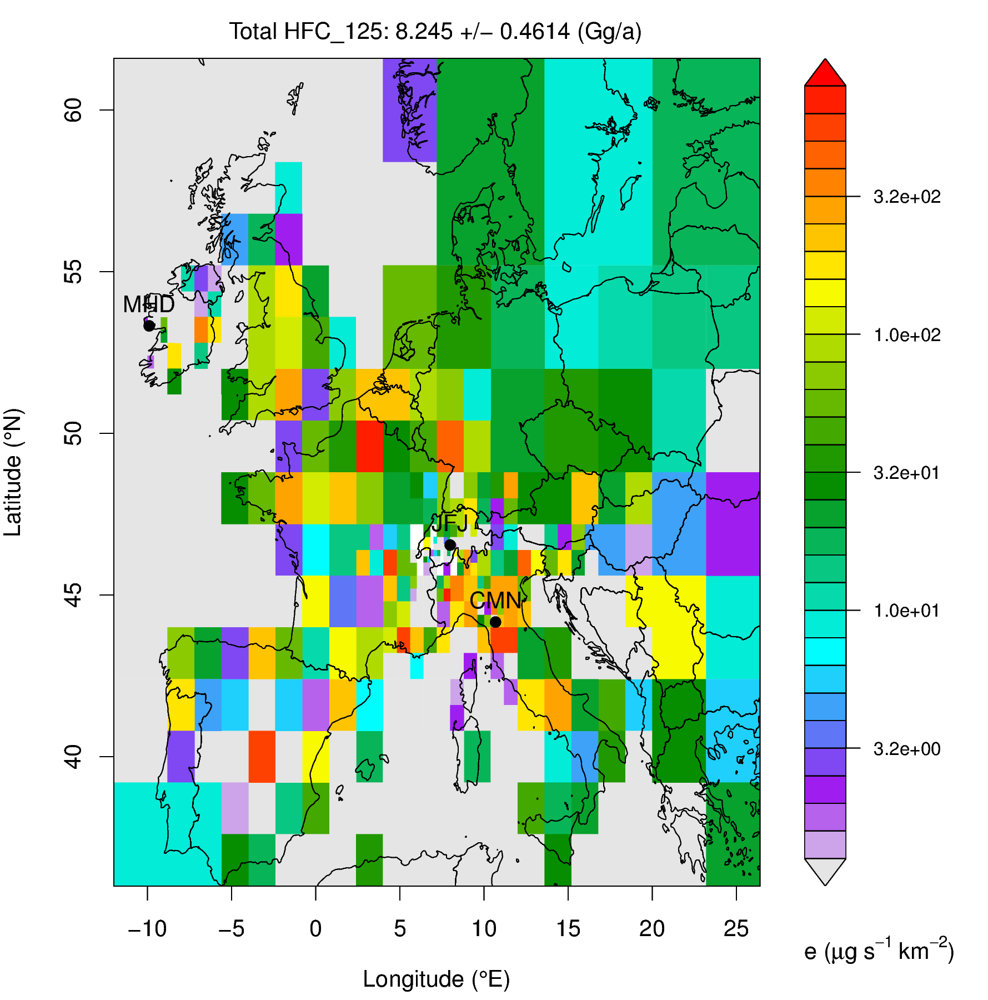 Total HFC_125: 8.245 +/− 0.4614 (Gg/a)
60
55
50
45
40
Latitude (°N)
MHD
JFJ
CMN
−10 −5 0 5 10 15 20 25
Longitude (°E)
3.2e+02
1.0e+02
3.2e+01
1.0e+01
3.2e+00
e (μg s⁻¹ km⁻²)